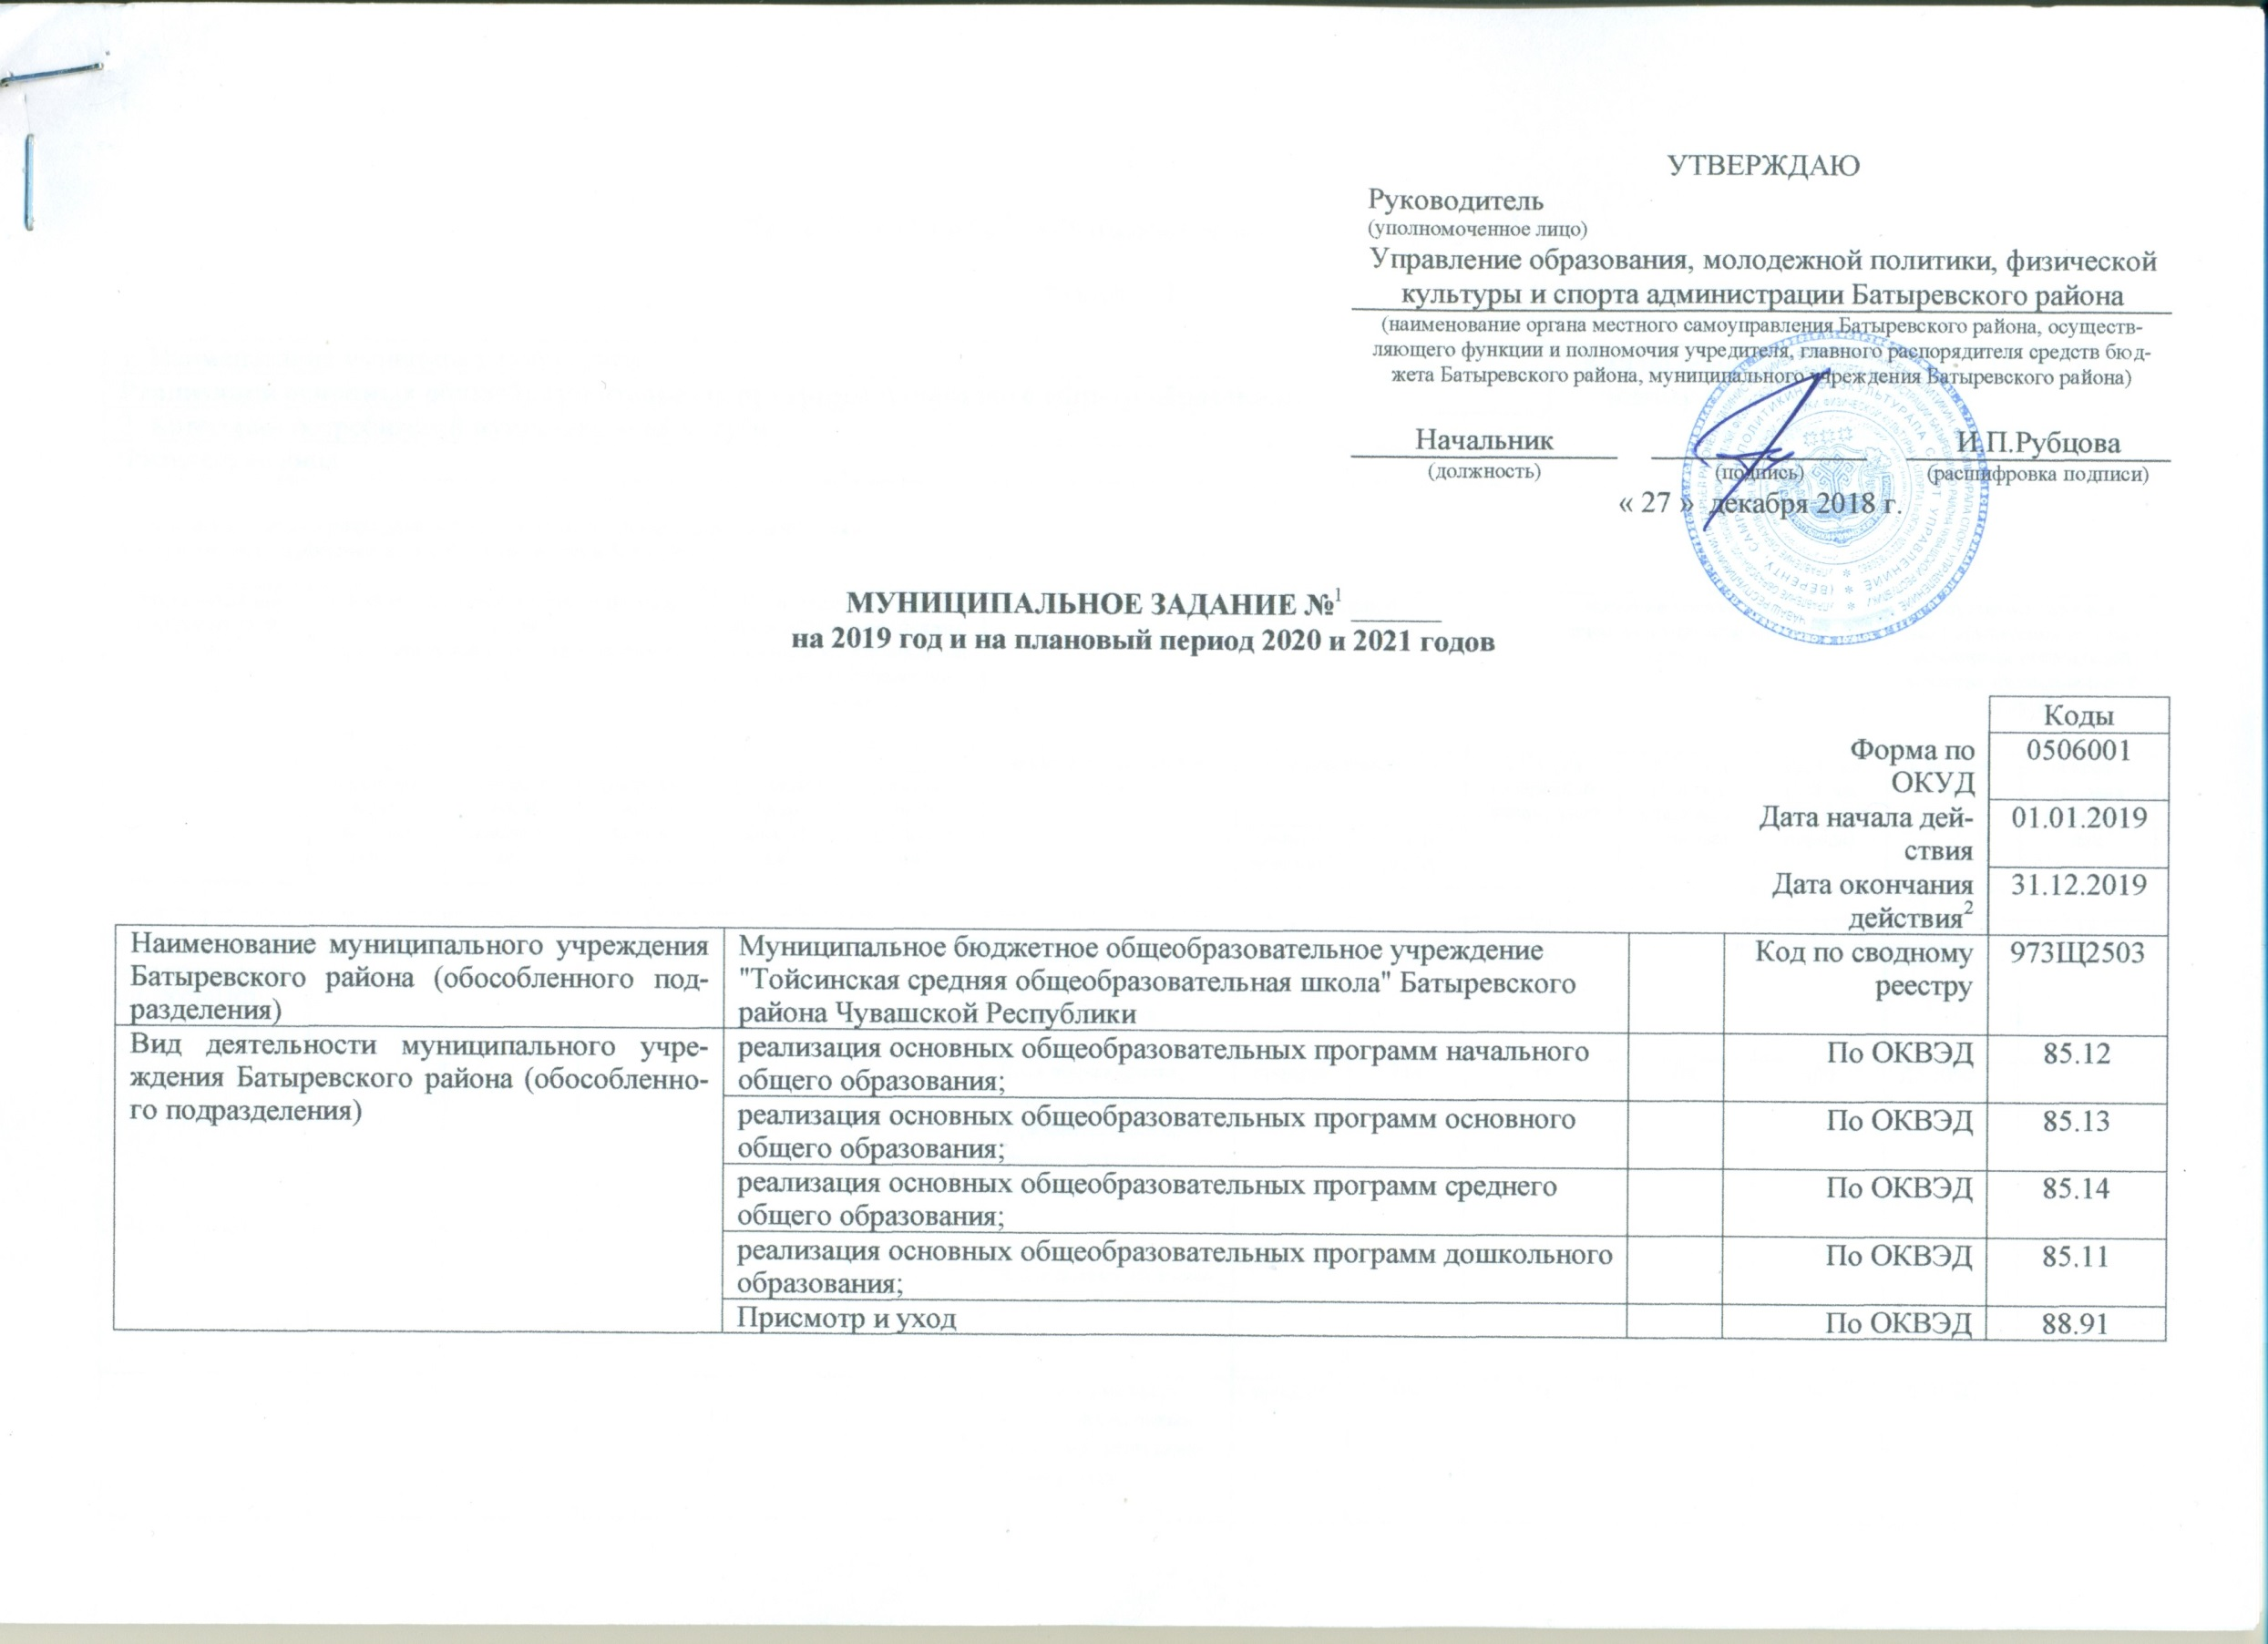 УТВЕРЖДАЮ
Руководитель
(уполномоченное лицо)
Управление образования, молодежной политики, физической
культуры и спорта администрации Батыревского района
(наименование органа местного самоуправления Батыревского района, осуществ-
ляющего функции и полномочия учредителя, главного распорядителя средств бюд-
жета Батыревского района, муниципального учреждения Батыревского района)
Начальник И.П.Рубцова
(должность) (подпись) (расшифровка подписи)
« 27 » декабря 2018 г.
МУНИЦИПАЛЬНОЕ ЗАДАНИЕ №1 ______
на 2019 год и на плановый период 2020 и 2021 годов
Коды
Форма по 0506001
ОКУД
Дата начала дей- 01.01.2019
ствия
Дата окончания 31.12.2019
действия2
Наименование муниципального учреждения
Батыревского района (обособленного под-
разделения)
Муниципальное бюджетное общеобразовательное учреждение
"Тойсинская средняя общеобразовательная школа" Батыревского
района Чувашской Республики
Код по сводному 973Щ2503
реестру
Вид деятельности муниципального учре-
ждения Батыревского района (обособленно-
го подразделения)
реализация основных общеобразовательных программ начального
общего образования;
По ОКВЭД 85.12
реализация основных общеобразовательных программ основного
общего образования;
По ОКВЭД 85.13
реализация основных общеобразовательных программ среднего
общего образования;
По ОКВЭД 85.14
реализация основных общеобразовательных программ дошкольного
образования;
По ОКВЭД 85.11
Присмотр и уход По ОКВЭД 88.91